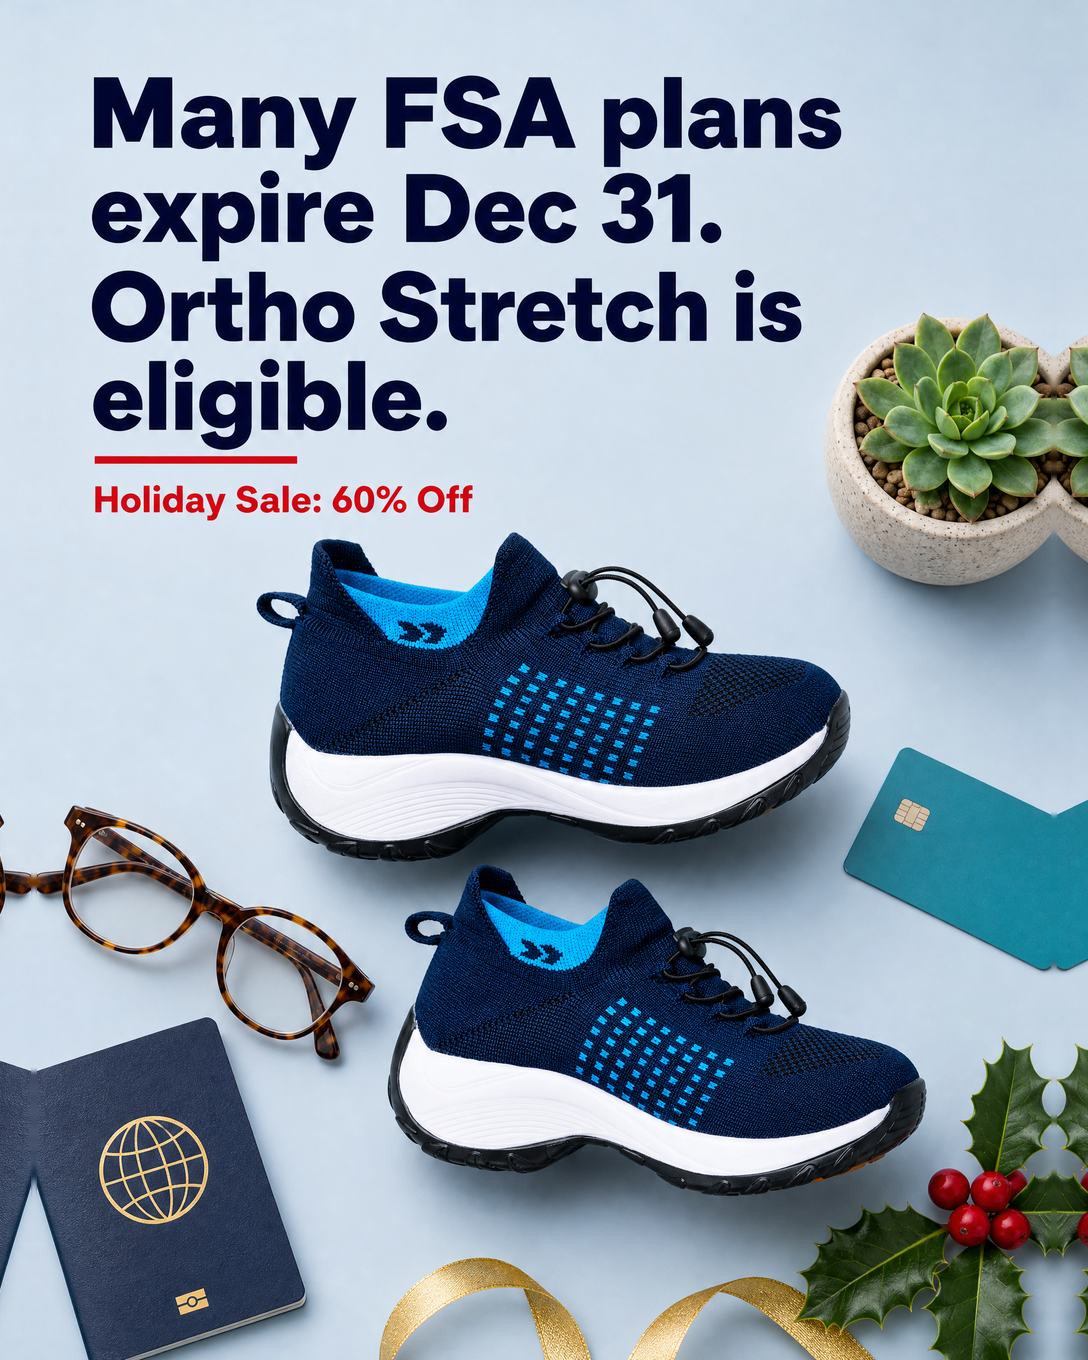 Many FSA plans
expire Dec 31.
Ortho Stretch is
eligible.
Holiday Sale: 60% Off